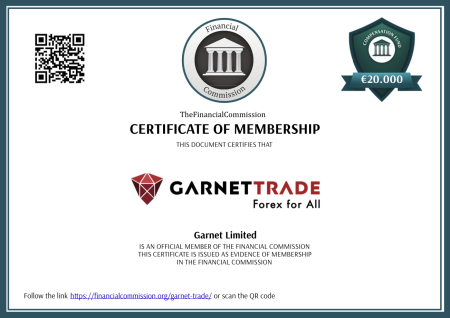 Financial
Commission
COMPENSATION FUND
€20.000
TheFinancialCommission
CERTIFICATE OF MEMBERSHIP
THIS DOCUMENT CERTIFIES THAT
GARNETTRADE
Forex for All
Garnet Limited
IS AN OFFICIAL MEMBER OF THE FINANCIAL COMMISSION
THIS CERTIFICATE IS ISSUED AS EVIDENCE OF MEMBERSHIP
IN THE FINANCIAL COMMISSION
Follow the link https://financialcommission.org/garnet-trade/ or scan the QR code